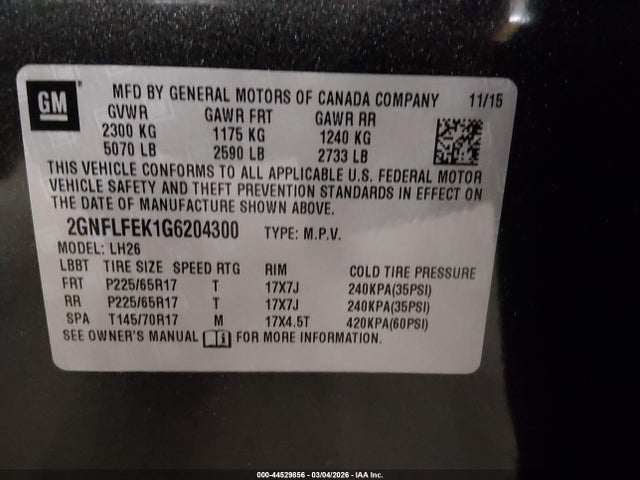 GM
MFD BY GENERAL MOTORS OF CANADA COMPANY 11/15
GVWR GAWR FRT GAWR RR
2300 KG 1175 KG 1240 KG
5070 LB 2590 LB 2733 LB
THIS VEHICLE CONFORMS TO ALL APPLICABLE U.S. FEDERAL MOTOR
VEHICLE SAFETY AND THEFT PREVENTION STANDARDS IN EFFECT ON
THE DATE OF MANUFACTURE SHOWN ABOVE.
2GNFLFEK1G6204300 TYPE: M.P.V.
MODEL: LH26
LBBT TIRE SIZE SPEED RTG RIM COLD TIRE PRESSURE
FRT P225/65R17 T 17X7J 240KPA(35PSI)
RR P225/65R17 T 17X7J 240KPA(35PSI)
SPA T145/70R17 M 17X4.5T 420KPA(60PSI)
SEE OWNER'S MANUAL FOR MORE INFORMATION.
000-44529856 - 03/04/2026 - IAA Inc.